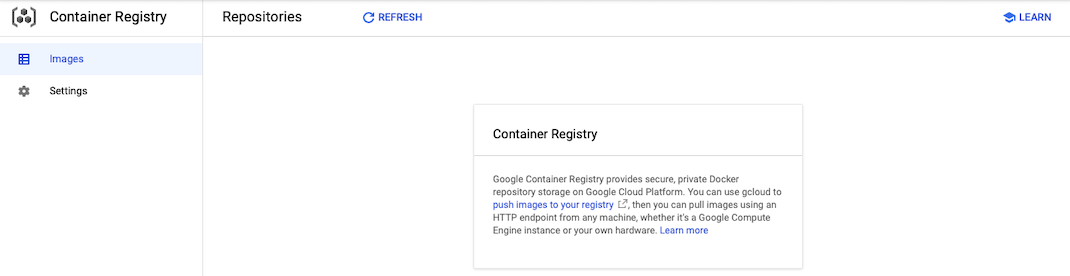 Container Registry
Repositories
REFRESH
LEARN
Images
Settings
Container Registry
Google Container Registry provides secure, private Docker
repository storage on Google Cloud Platform. You can use gcloud to
push images to your registry , then you can pull images using an
HTTP endpoint from any machine, whether it's a Google Compute
Engine instance or your own hardware. Learn more